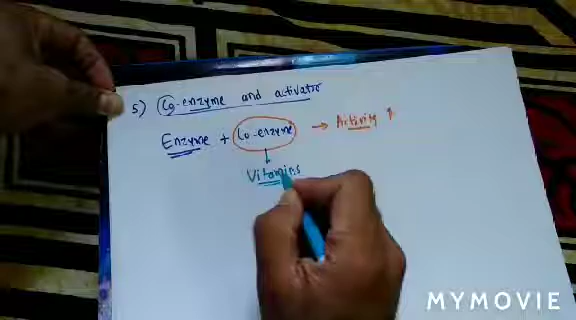 5) Co-enzyme and activator
Enzyme + Co-enzyme → Activity ↑
Vitamins
MYMOVIE